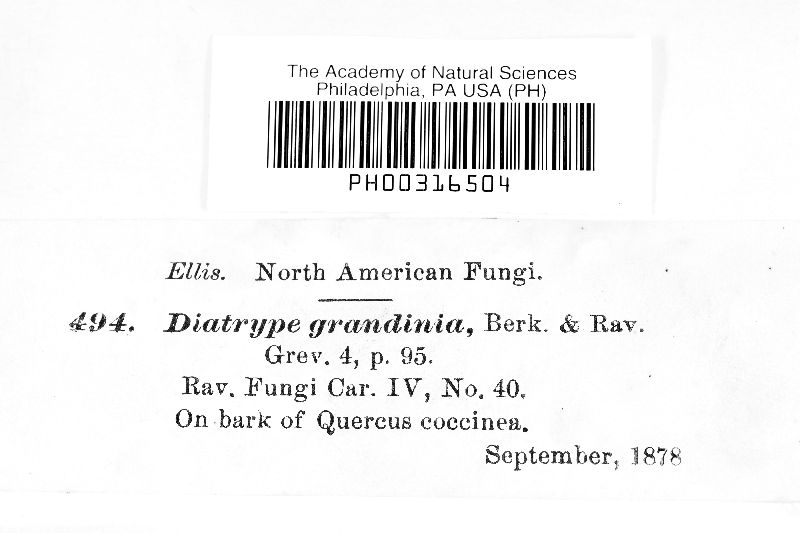 The Academy of Natural Sciences
Philadelphia, PA USA (PH)
PH00316504
Ellis. North American Fungi.
494. Diatrype grandinia, Berk. & Rav.
Grev. 4, p. 95.
Rav. Fungi Car. IV, No. 40.
On bark of Quercus coccinea.
September, 1878